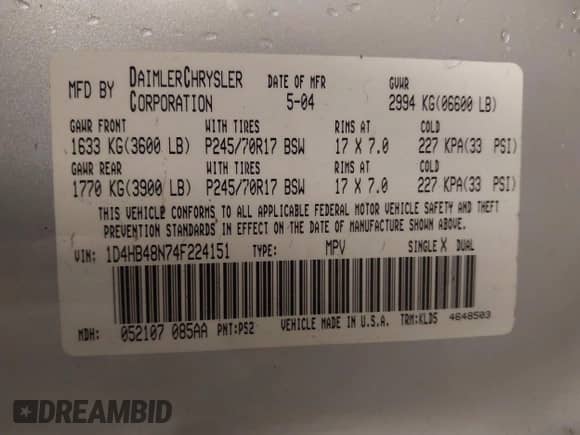 MFD BY DAIMLERCHRYSLER CORPORATION DATE OF MFR 5-04 GVWR 2994 KG(06600 LB)
GAWR FRONT WITH TIRES RIMS AT COLD
1633 KG(3600 LB) P245/70R17 BSW 17 X 7.0 227 KPA(33 PSI)
GAWR REAR WITH TIRES RIMS AT COLD
1770 KG(3900 LB) P245/70R17 BSW 17 X 7.0 227 KPA(33 PSI)
THIS VEHICLE CONFORMS TO ALL APPLICABLE FEDERAL MOTOR VEHICLE SAFETY AND THEFT
PREVENTION STANDARDS IN EFFECT ON THE DATE OF MANUFACTURE SHOWN ABOVE.
VIN: 1D4HB48N74F224151 TYPE: MPV SINGLE X DUAL
MDH: 052107 085AA PNT:PS2 VEHICLE MADE IN U.S.A. TRM:KLD5 4648503
DREAMBID